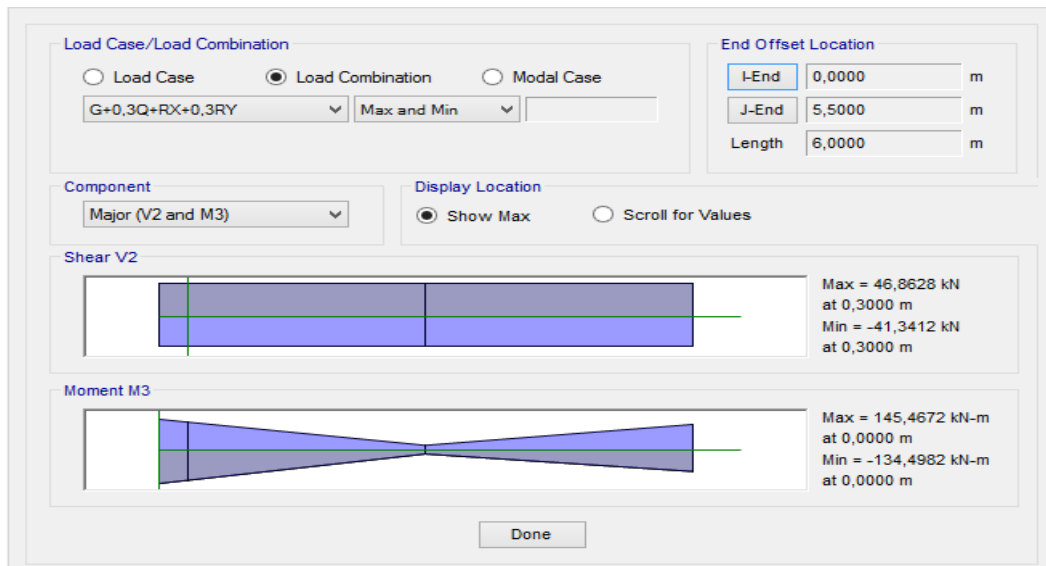 Load Case/Load Combination
Load Case
Load Combination
Modal Case
G+0,3Q+RX+0,3RY
Max and Min
End Offset Location
I-End
0,0000
m
J-End
5,5000
m
Length
6,0000
m
Component
Major (V2 and M3)
Display Location
Show Max
Scroll for Values
Shear V2
Max = 46,8628 kN
at 0,3000 m
Min = -41,3412 kN
at 0,3000 m
Moment M3
Max = 145,4672 kN-m
at 0,0000 m
Min = -134,4982 kN-m
at 0,0000 m
Done